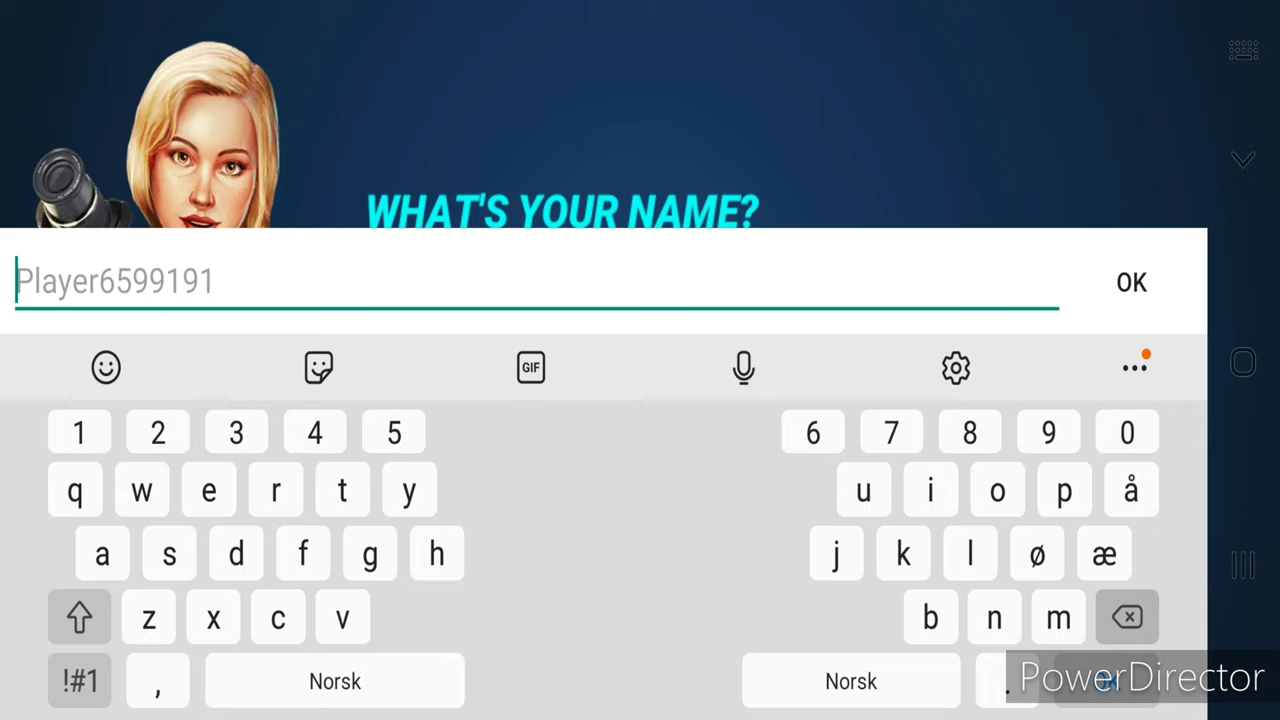 WHAT'S YOUR NAME?
Player6599191
OK
GIF
1 2 3 4 5 6 7 8 9 0
q w e r t y u i o p å
a s d f g h j k l ø æ
z x c v b n m
!#1 , Norsk Norsk .
PowerDirector